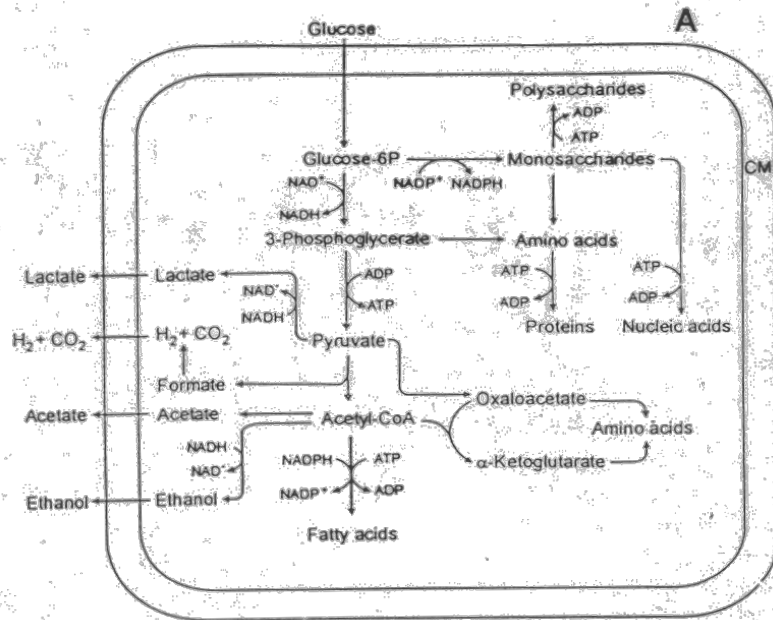 A
Glucose
Polysaccharides
ADP
ATP
Glucose-6P
Monosacchardes
CM
NADP+ NADPH
NAD+
NADH
3-Phosphoglycerate
Amino acids
Lactate
Lactate
NAD+
NADH
ADP
ATP
ATP
ADP
ATP
ADP
Proteins
Nucleic acids
H₂ + CO₂
H₂ + CO₂
Pyruvate
Formate
Oxaloacetate
Acetate
Acetate
Acetyl-CoA
Amino acids
NADH
NAD+
NADPH
ATP
α-Ketoglutarate
NADP+
ADP
Ethanol
Ethanol
Fatty acids